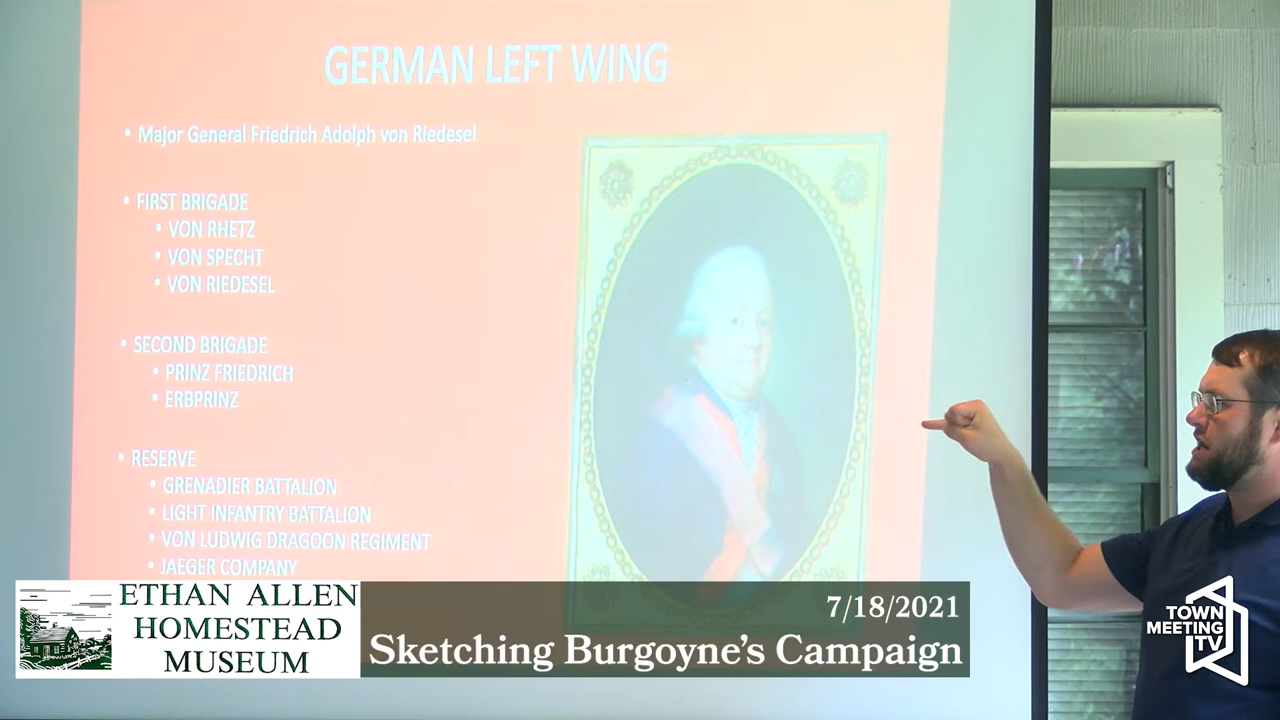 GERMAN LEFT WING
• Major General Friedrich Adolph von Riedesel
• FIRST BRIGADE
• VON RHETZ
• VON SPECHT
• VON RIEDESEL
• SECOND BRIGADE
• PRINZ FRIEDRICH
• ERBPRINZ
• RESERVE
• GRENADIER BATTALION
• LIGHT INFANTRY BATTALION
• VON LUDWIG DRAGOON REGIMENT
• JAEGER COMPANY
ETHAN ALLEN
HOMESTEAD
MUSEUM
7/18/2021
Sketching Burgoyne's Campaign
TOWN
MEETING
TV